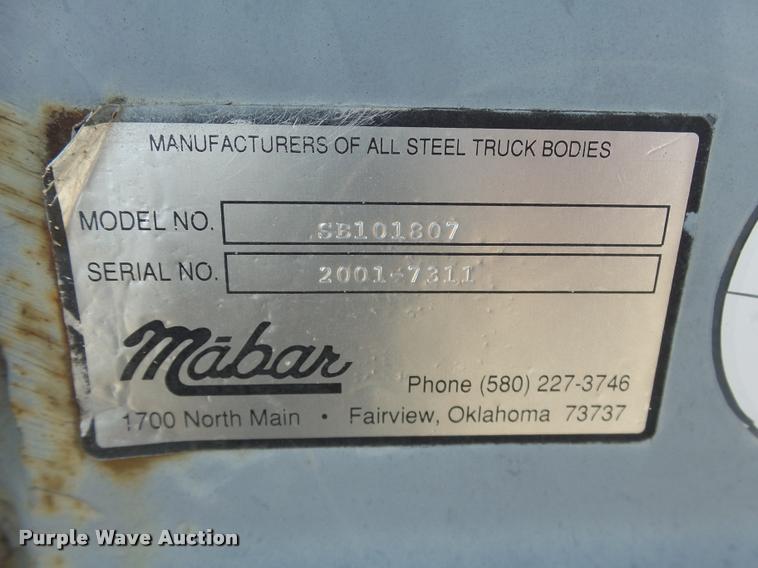 MANUFACTURERS OF ALL STEEL TRUCK BODIES
MODEL NO. SB101807
SERIAL NO. 2001-7311
Mābar
Phone (580) 227-3746
1700 North Main • Fairview, Oklahoma 73737
Purple Wave Auction